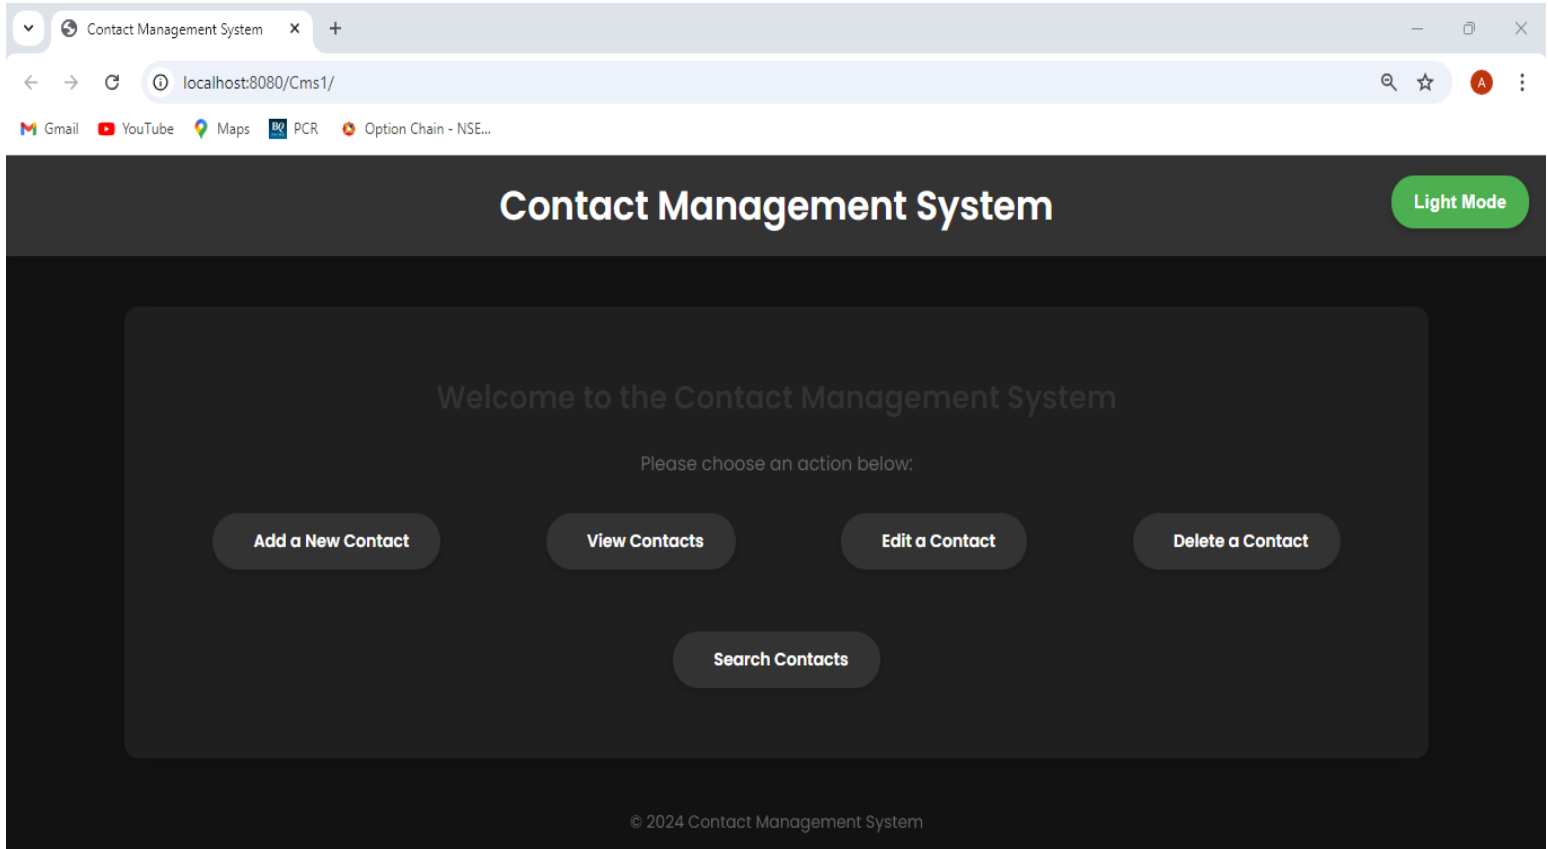 Contact Management System
localhost:8080/Cms1/
A
Gmail YouTube Maps BQ PCR Option Chain - NSE...
Contact Management System
Light Mode
Welcome to the Contact Management System
Please choose an action below:
Add a New Contact View Contacts Edit a Contact Delete a Contact
Search Contacts
© 2024 Contact Management System